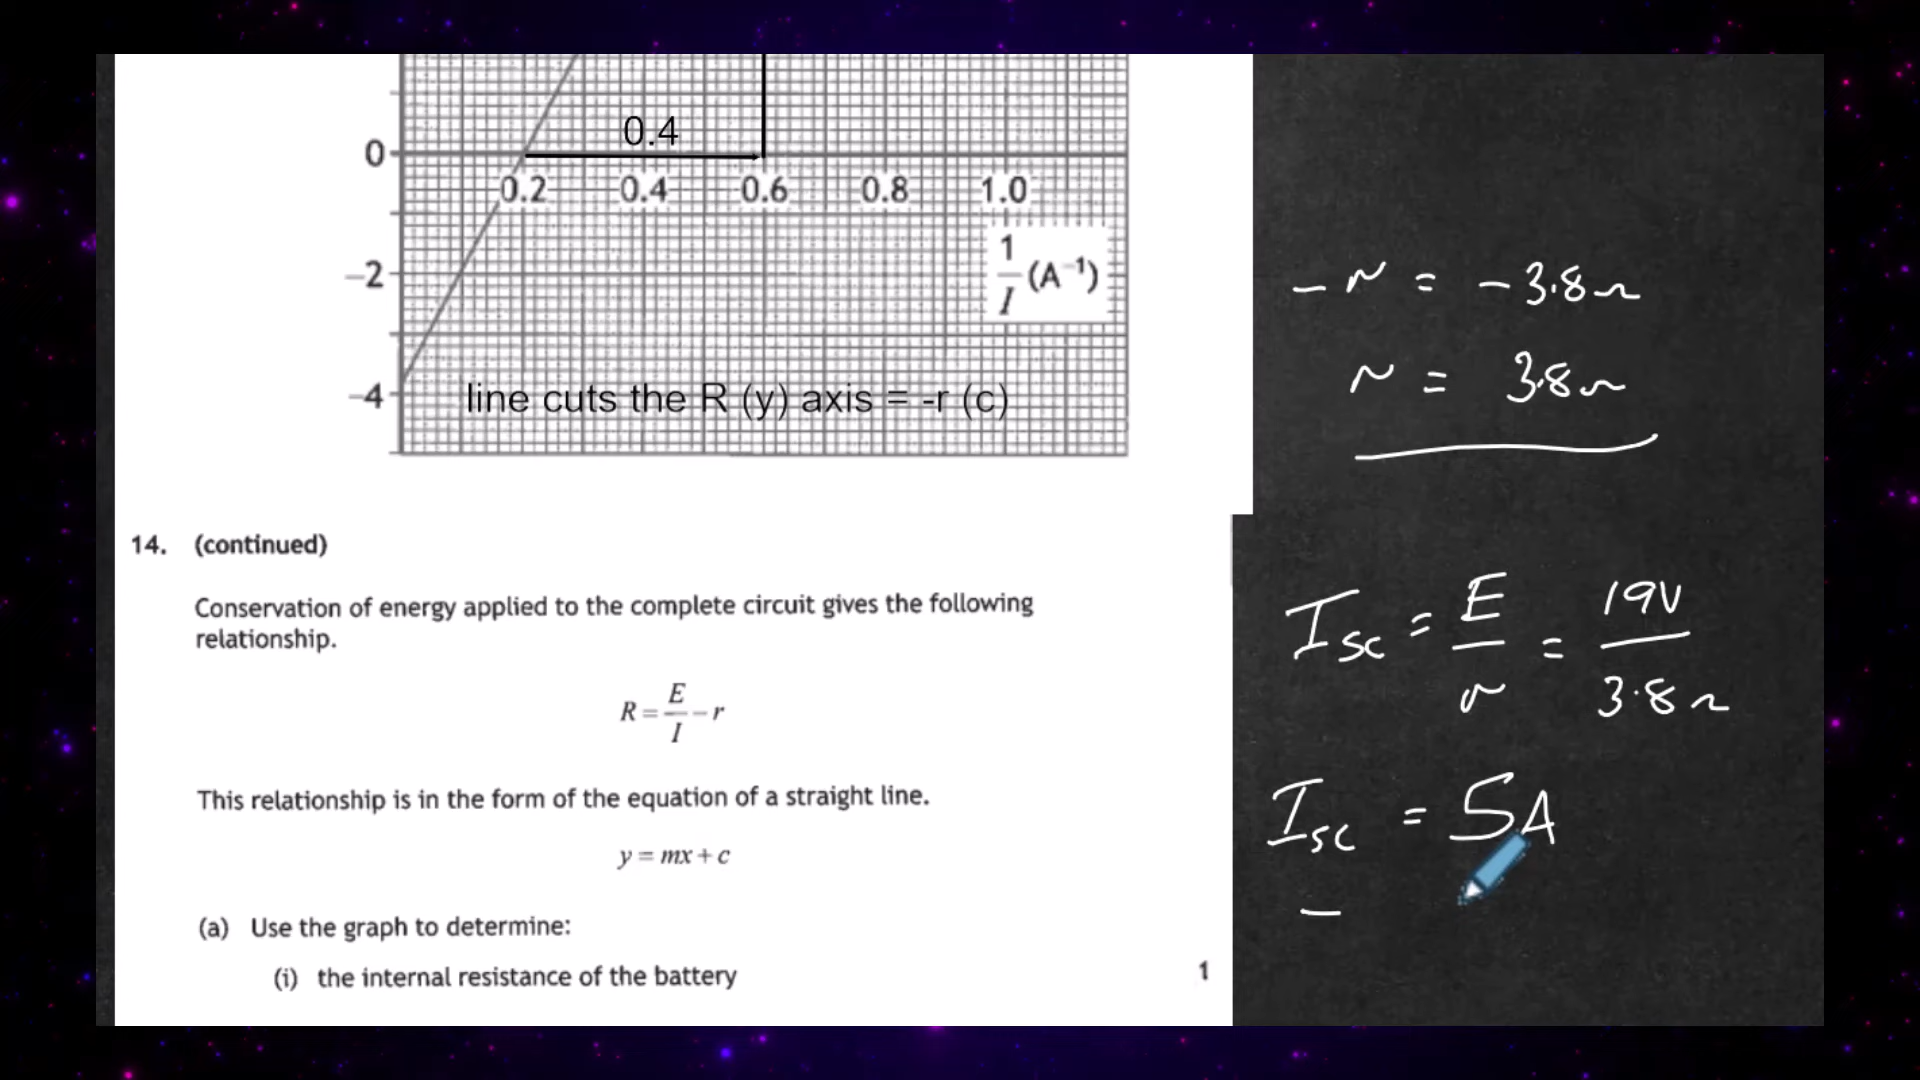 0.4
0
0.2 0.4 0.6 0.8 1.0
1/I (A⁻¹)
-2
-4 line cuts the R (y) axis = -r (c)
14. (continued)
Conservation of energy applied to the complete circuit gives the following
relationship.
R = E/I - r
This relationship is in the form of the equation of a straight line.
y = mx + c
(a) Use the graph to determine:
(i) the internal resistance of the battery 1
-r = -3.8Ω
r = 3.8Ω
Isc = E/r = 19V/3.8Ω
Isc = 5A